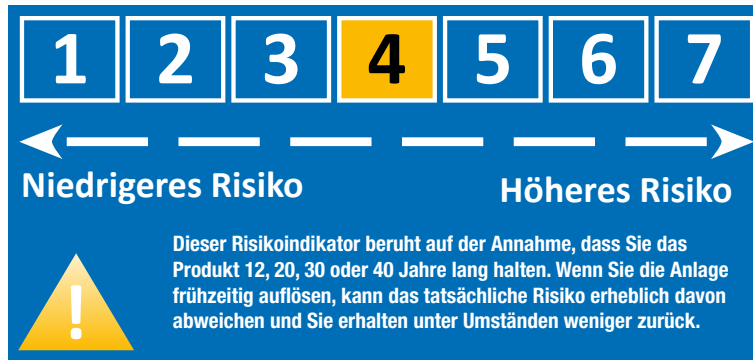 1 2 3 4 5 6 7
Niedrigeres Risiko Höheres Risiko
Dieser Risikoindikator beruht auf der Annahme, dass Sie das
Produkt 12, 20, 30 oder 40 Jahre lang halten. Wenn Sie die Anlage
frühzeitig auflösen, kann das tatsächliche Risiko erheblich davon
abweichen und Sie erhalten unter Umständen weniger zurück.
!